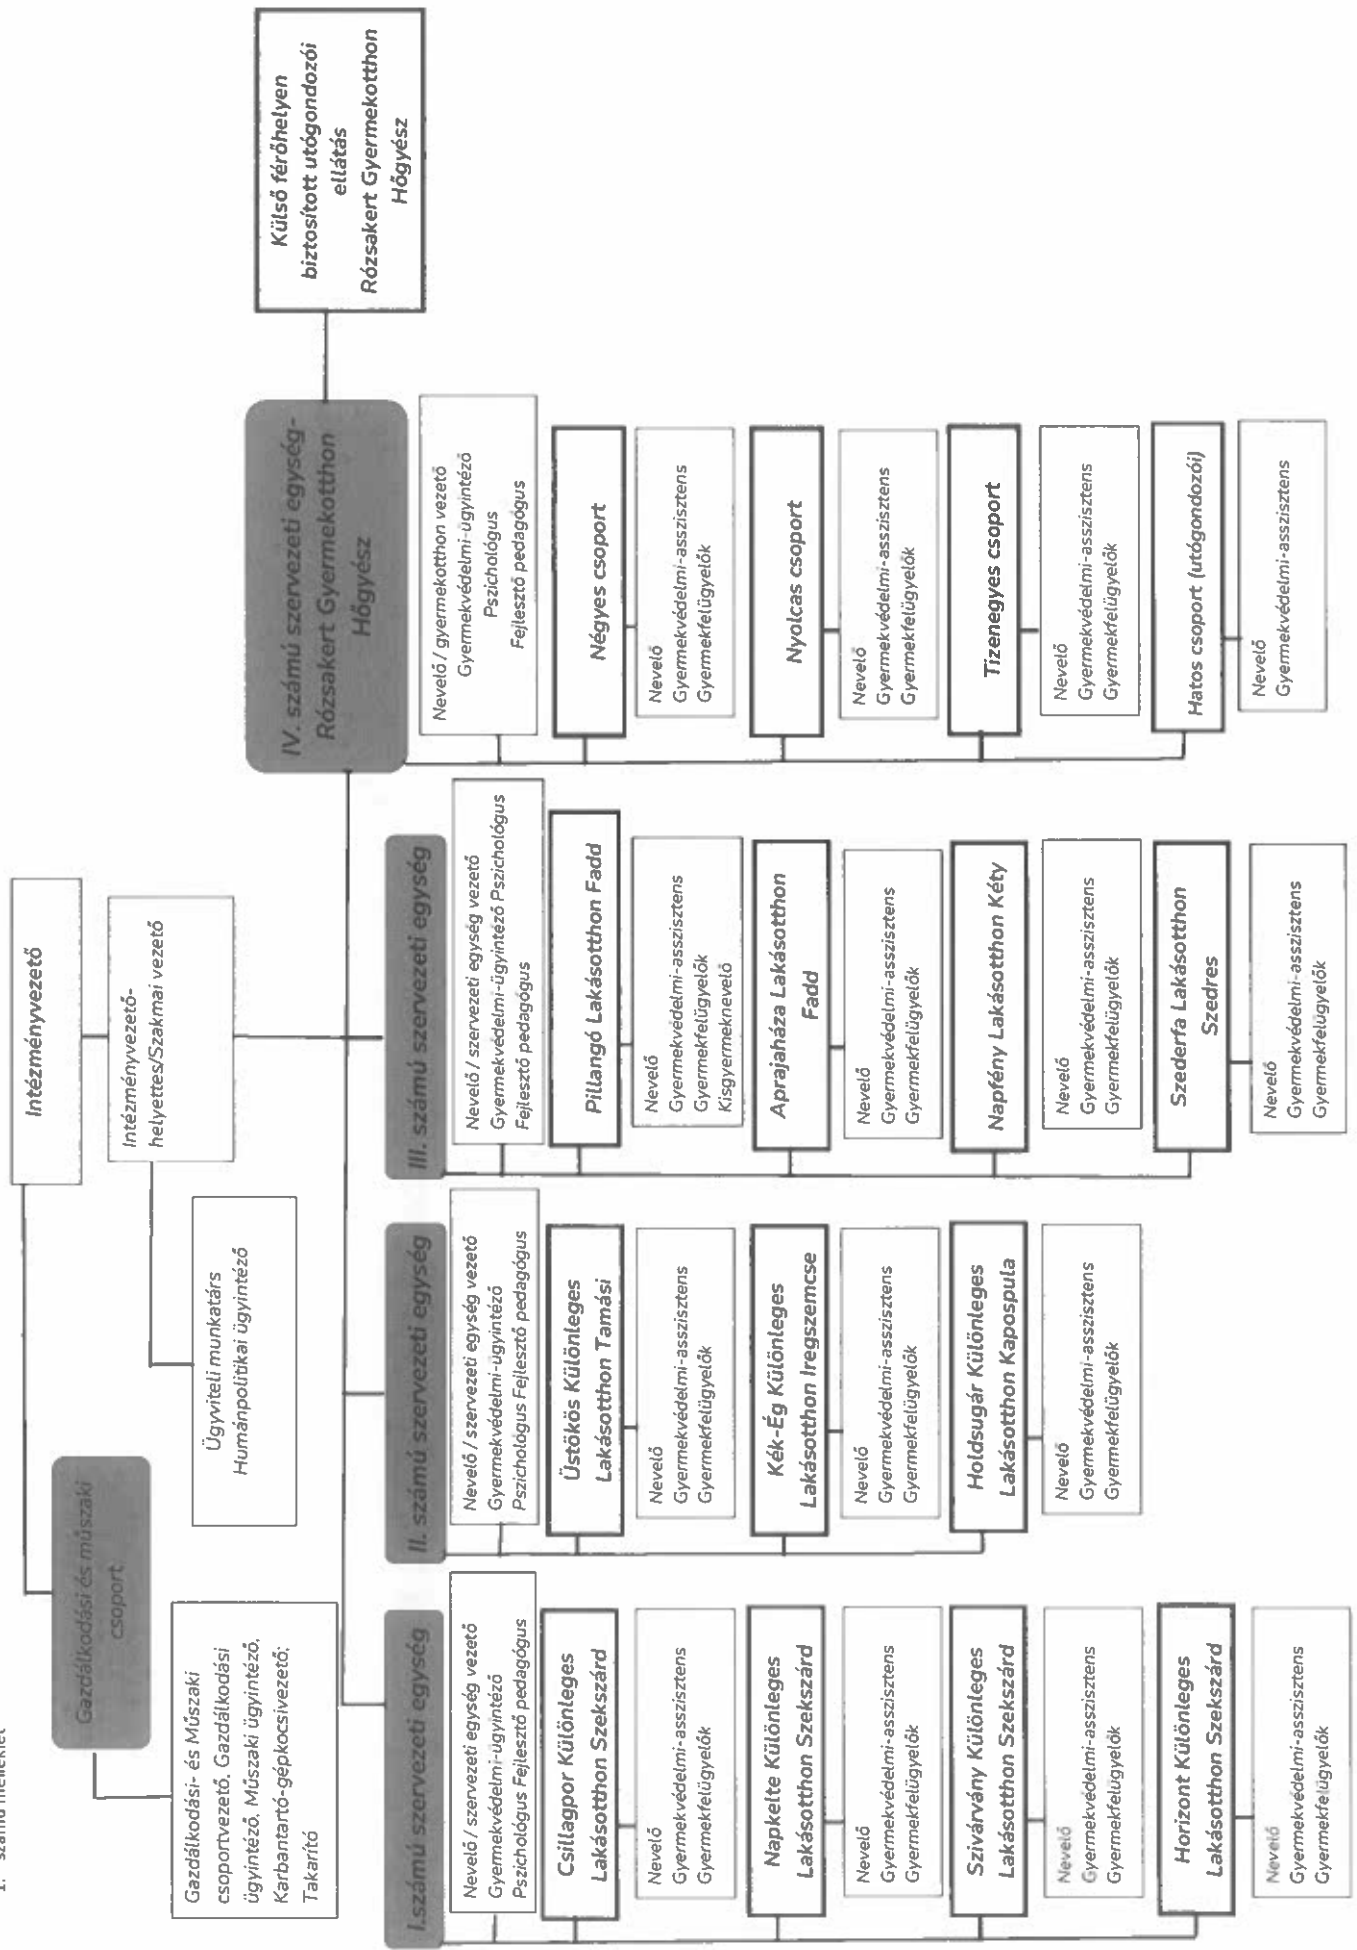 1. számú melléklet
Intézményvezető
Intézményvezető-
helyettes/Szakmai vezető
Ügyviteli munkatárs
Humánpolitikai ügyintéző
Gazdálkodási és műszaki
csoport
Gazdálkodási- és Műszaki
csoportvezető, Gazdálkodási
ügyintéző, Műszaki ügyintéző,
Karbantartó-gépkocsivezető;
Takarító
I.számú szervezeti egység
Nevelő / szervezeti egység vezető
Gyermekvédelmi-ügyintéző
Pszichológus Fejlesztő pedagógus
Csillagpor Különleges
Lakásotthon Szekszárd
Nevelő
Gyermekvédelmi-asszisztens
Gyermekfelügyelők
Napkelte Különleges
Lakásotthon Szekszárd
Nevelő
Gyermekvédelmi-asszisztens
Gyermekfelügyelők
Szivárvány Különleges
Lakásotthon Szekszárd
Nevelő
Gyermekvédelmi-asszisztens
Gyermekfelügyelők
Horizont Különleges
Lakásotthon Szekszárd
Nevelő
Gyermekvédelmi-asszisztens
Gyermekfelügyelők
II. számú szervezeti egység
Nevelő / szervezeti egység vezető
Gyermekvédelmi-ügyintéző
Pszichológus Fejlesztő pedagógus
Üstökös Különleges
Lakásotthon Tamási
Nevelő
Gyermekvédelmi-asszisztens
Gyermekfelügyelők
Kék-Ég Különleges
Lakásotthon Iregszemcse
Nevelő
Gyermekvédelmi-asszisztens
Gyermekfelügyelők
Holdsugár Különleges
Lakásotthon Kapospula
Nevelő
Gyermekvédelmi-asszisztens
Gyermekfelügyelők
III. számú szervezeti egység
Nevelő / szervezeti egység vezető
Gyermekvédelmi-ügyintéző Pszichológus
Fejlesztő pedagógus
Pillangó Lakásotthon Fadd
Nevelő
Gyermekvédelmi-asszisztens
Gyermekfelügyelők
Kisgyermeknevelő
Aprajaháza Lakásotthon
Fadd
Nevelő
Gyermekvédelmi-asszisztens
Gyermekfelügyelők
Napfény Lakásotthon Kéty
Nevelő
Gyermekvédelmi-asszisztens
Gyermekfelügyelők
Szederfa Lakásotthon
Szedres
Nevelő
Gyermekvédelmi-asszisztens
Gyermekfelügyelők
IV. számú szervezeti egység-
Rózsakert Gyermekotthon
Hőgyész
Nevelő / gyermekotthon vezető
Gyermekvédelmi-ügyintéző
Pszichológus
Fejlesztő pedagógus
Négyes csoport
Nevelő
Gyermekvédelmi-asszisztens
Gyermekfelügyelők
Nyolcas csoport
Nevelő
Gyermekvédelmi-asszisztens
Gyermekfelügyelők
Tizenegyes csoport
Nevelő
Gyermekvédelmi-asszisztens
Gyermekfelügyelők
Hatos csoport (utógondozói)
Nevelő
Gyermekvédelmi-asszisztens
Külső férőhelyen
biztosított utógondozói
ellátás
Rózsakert Gyermekotthon
Hőgyész